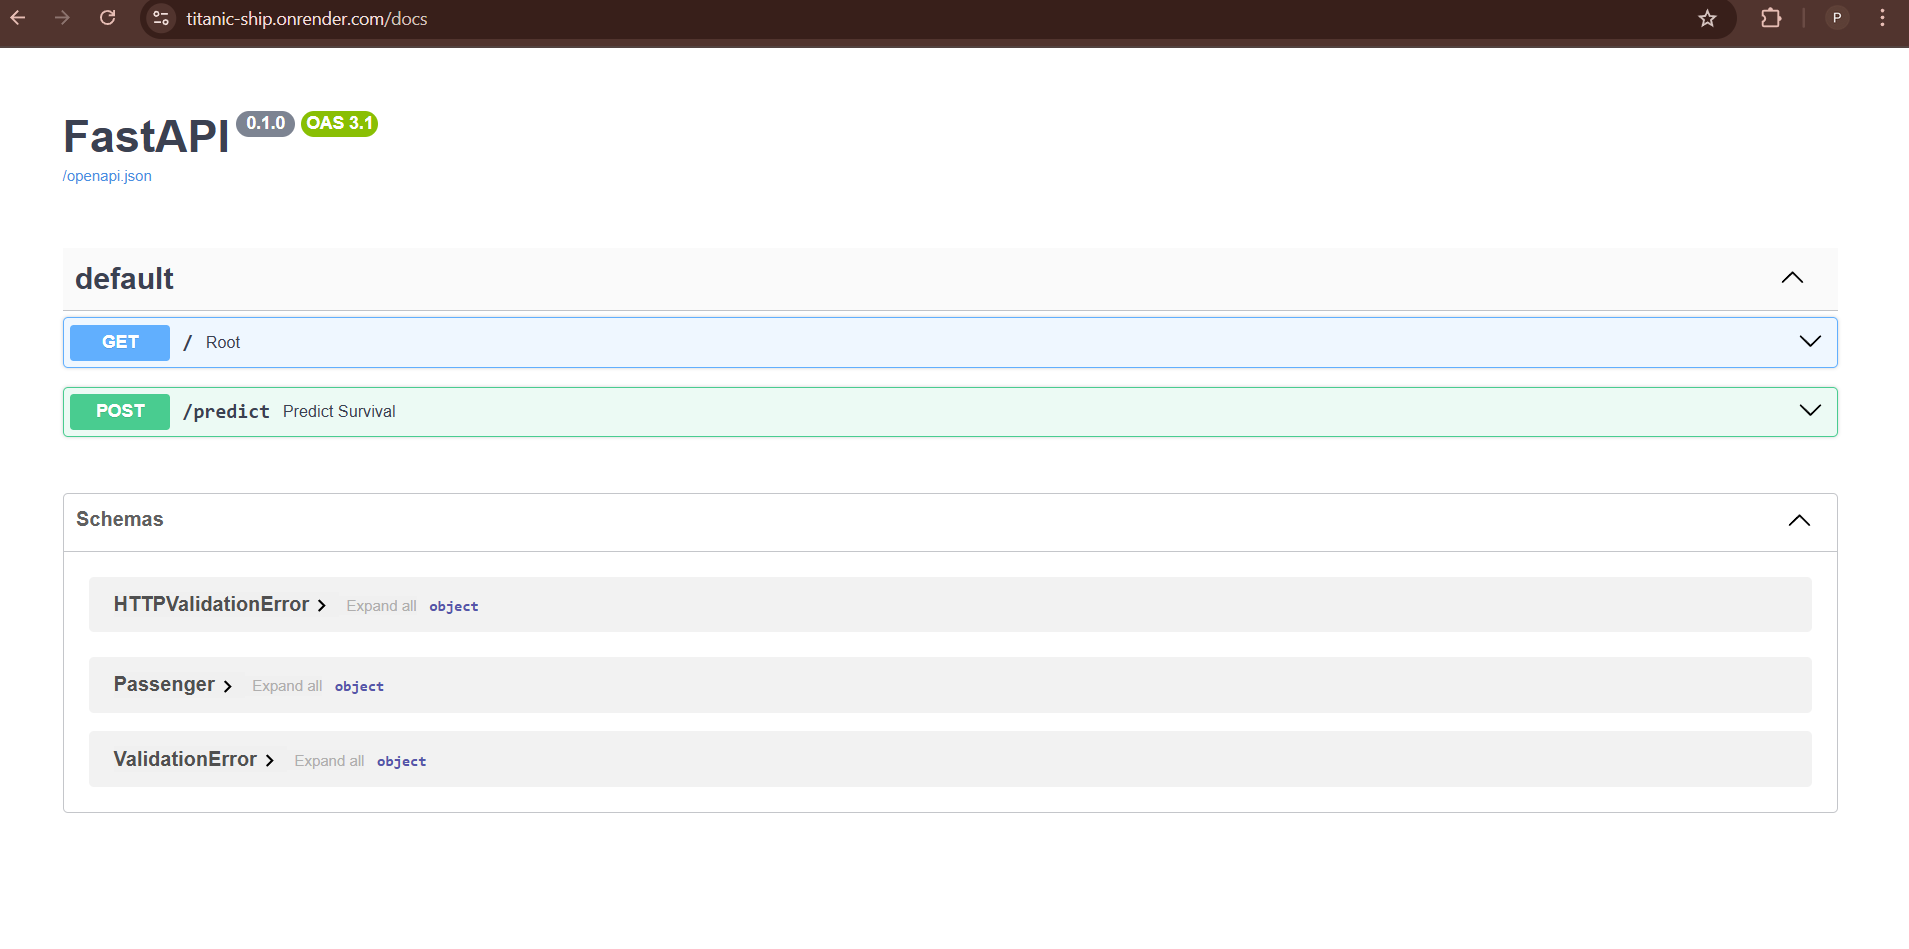 titanic-ship.onrender.com/docs
P
FastAPI 0.1.0 OAS 3.1
/openapi.json
default
GET / Root
POST /predict Predict Survival
Schemas
HTTPValidationError Expand all object
Passenger Expand all object
ValidationError Expand all object